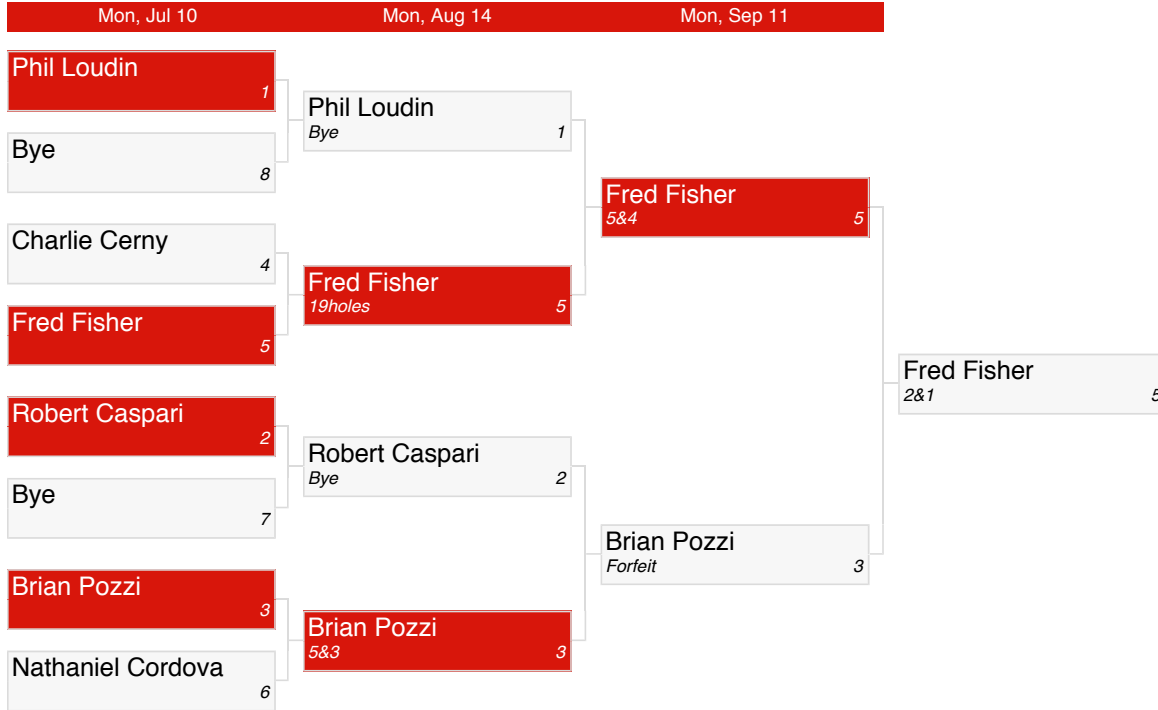 Mon, Jul 10
Mon, Aug 14
Mon, Sep 11
Phil Loudin
1
Bye
8
Charlie Cerny
4
Fred Fisher
5
Robert Caspari
2
Bye
7
Brian Pozzi
3
Nathaniel Cordova
6
Phil Loudin
Bye 1
Fred Fisher
19holes 5
Robert Caspari
Bye 2
Brian Pozzi
5&3 3
Fred Fisher
5&4 5
Brian Pozzi
Forfeit 3
Fred Fisher
2&1 5